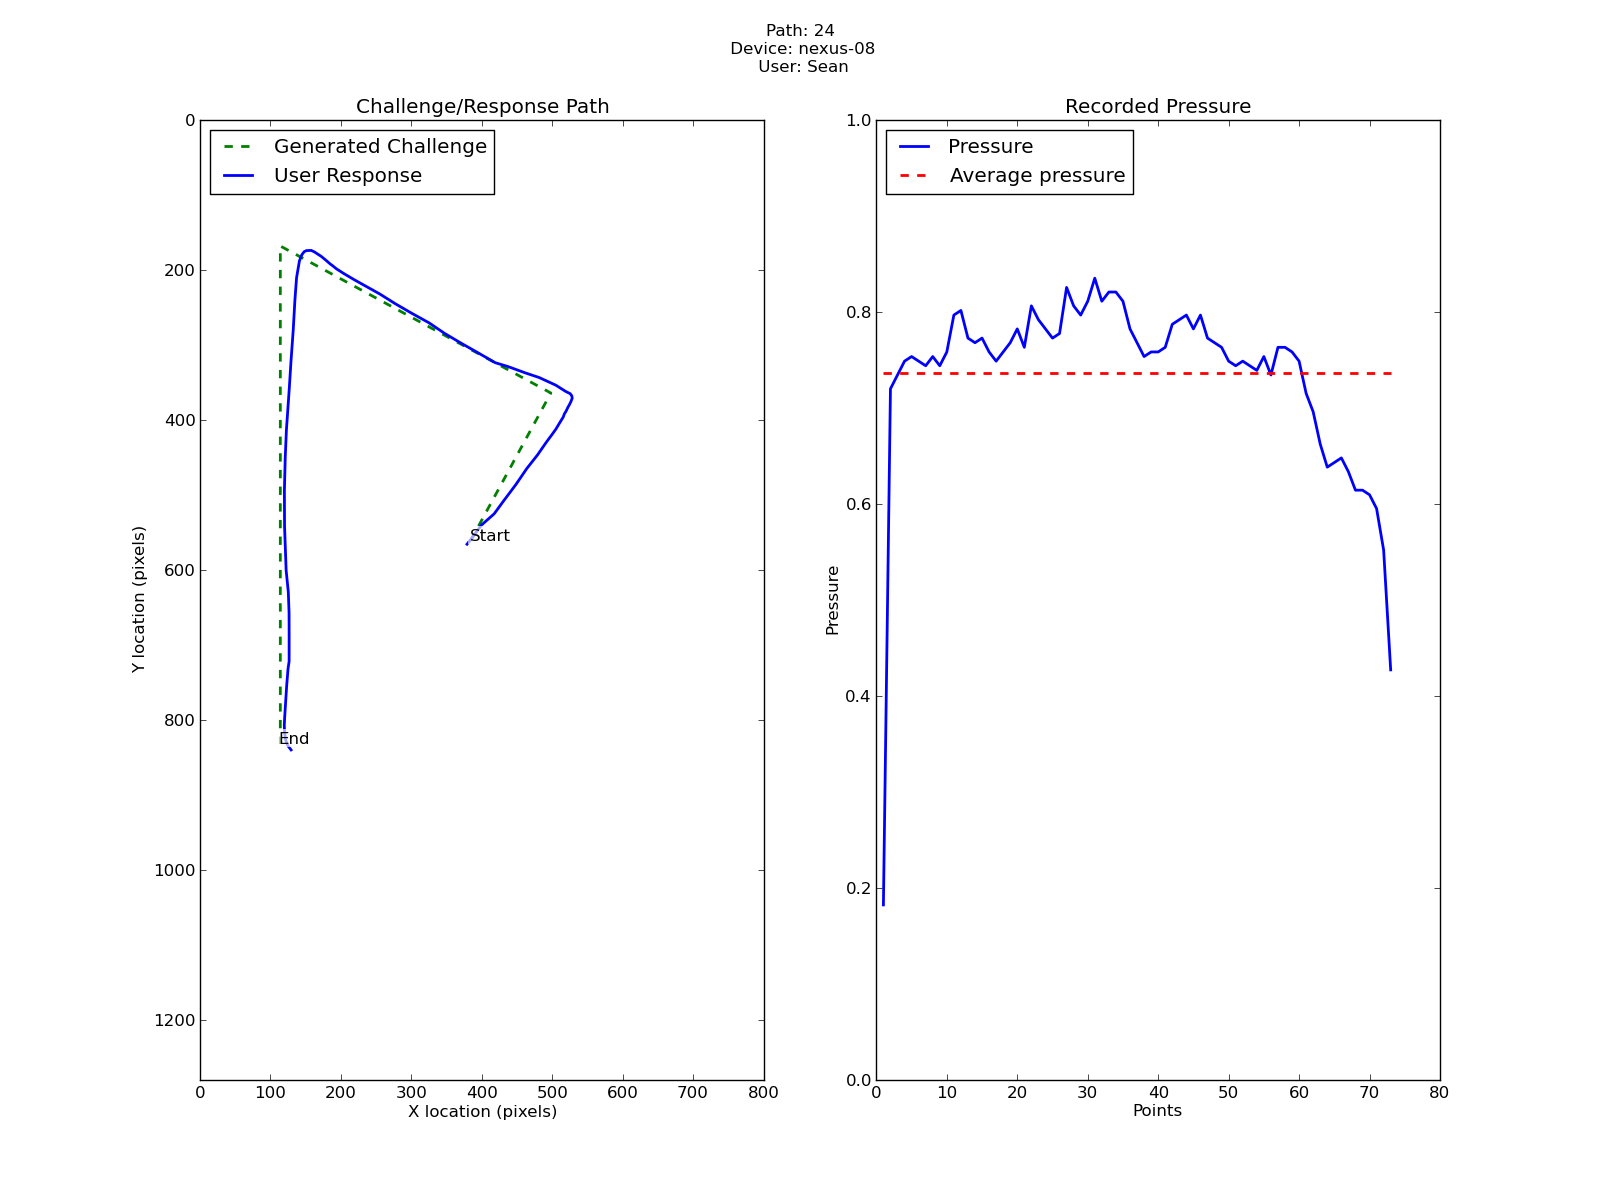 Path: 24
Device: nexus-08
User: Sean
Challenge/Response Path
Generated Challenge
User Response
0
200
400
600
800
1000
1200
Y location (pixels)
Start
End
0 100 200 300 400 500 600 700 800
X location (pixels)
Recorded Pressure
Pressure
Average pressure
1.0
0.8
0.6
0.4
0.2
0.0
Pressure
0 10 20 30 40 50 60 70 80
Points